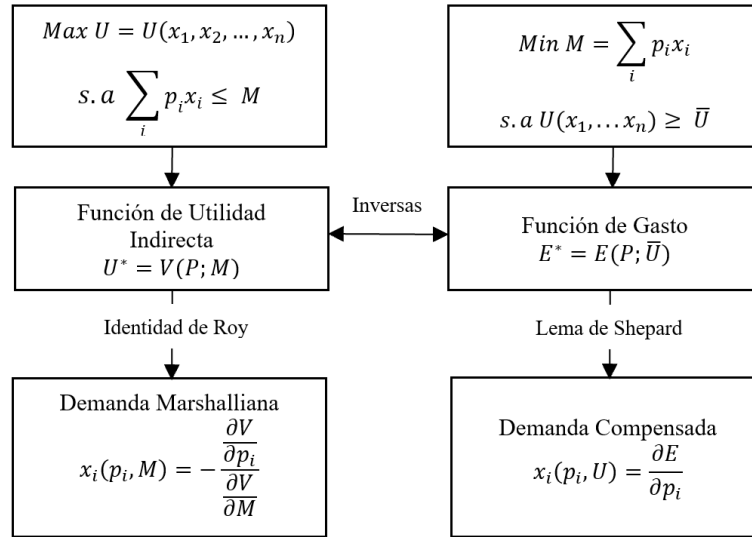 Max U = U(x₁, x₂, …, xₙ)
s. a ∑ᵢ pᵢxᵢ ≤ M
Min M = ∑ᵢ pᵢxᵢ
s. a U(x₁, … xₙ) ≥ Ū
Función de Utilidad
Indirecta
U* = V(P; M)
Inversas
Función de Gasto
E* = E(P; Ū)
Identidad de Roy
Lema de Shepard
Demanda Marshalliana
xᵢ(pᵢ, M) = − (∂V/∂pᵢ)/(∂V/∂M)
Demanda Compensada
xᵢ(pᵢ, U) = ∂E/∂pᵢ